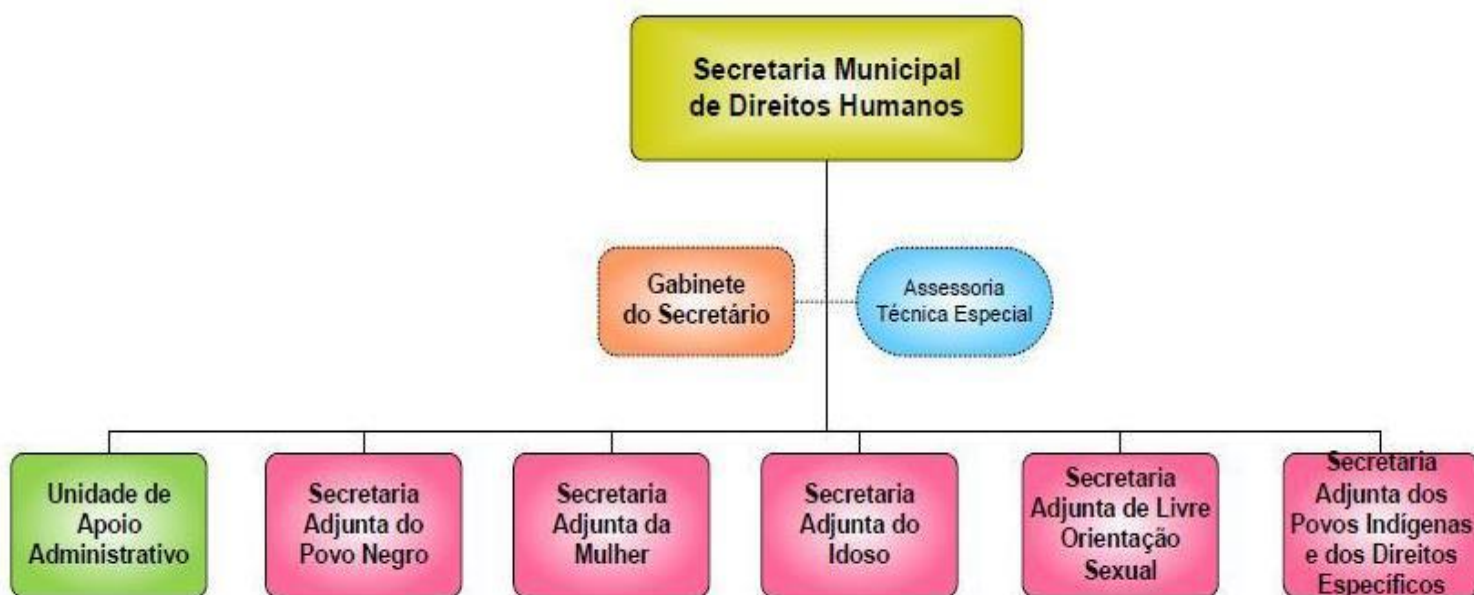 Secretaria Municipal
de Direitos Humanos
Gabinete
do Secretário
Assessoria
Técnica Especial
Unidade de
Apoio
Administrativo
Secretaria
Adjunta do
Povo Negro
Secretaria
Adjunta da
Mulher
Secretaria
Adjunta do
Idoso
Secretaria
Adjunta de Livre
Orientação
Sexual
Secretaria
Adjunta dos
Povos Indígenas
e dos Direitos
Específicos